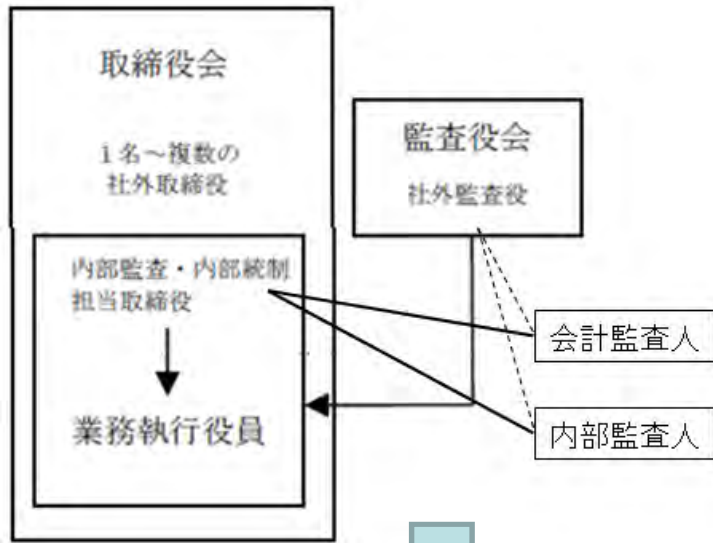 取締役会
1名～複数の
社外取締役
監査役会
社外監査役
内部監査・内部統制
担当取締役
業務執行役員
会計監査人
内部監査人